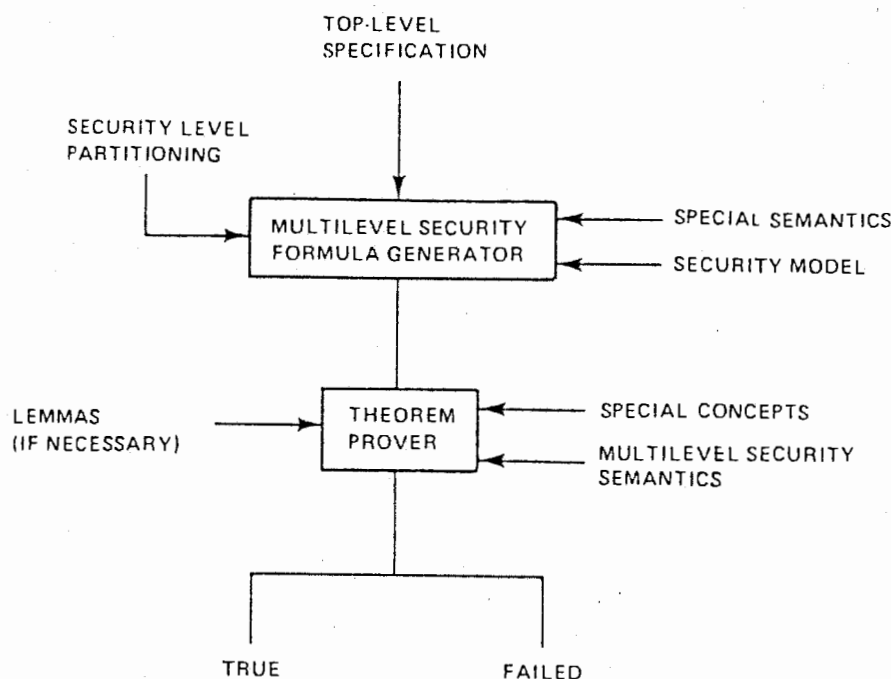 TOP-LEVEL
SPECIFICATION
SECURITY LEVEL
PARTITIONING
MULTILEVEL SECURITY
FORMULA GENERATOR
SPECIAL SEMANTICS
SECURITY MODEL
LEMMAS
(IF NECESSARY)
THEOREM
PROVER
SPECIAL CONCEPTS
MULTILEVEL SECURITY
SEMANTICS
TRUE
FAILED